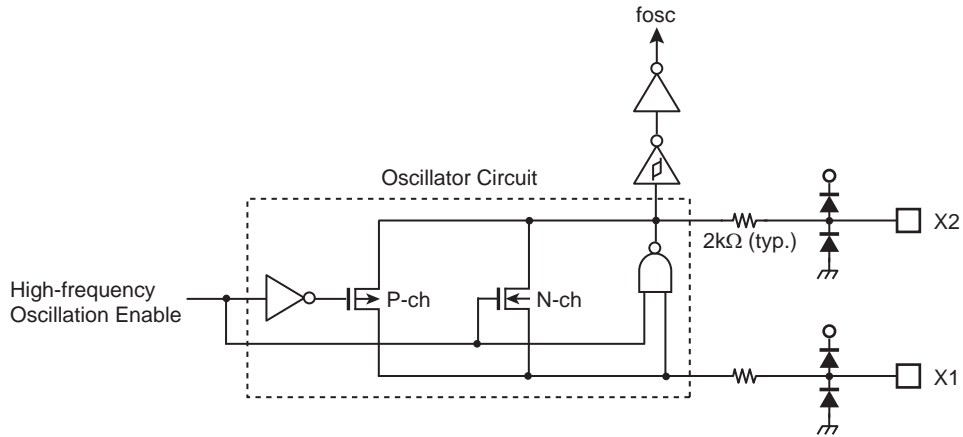 fosc
Oscillator Circuit
X2
2kΩ (typ.)
High-frequency
Oscillation Enable
P-ch
N-ch
X1